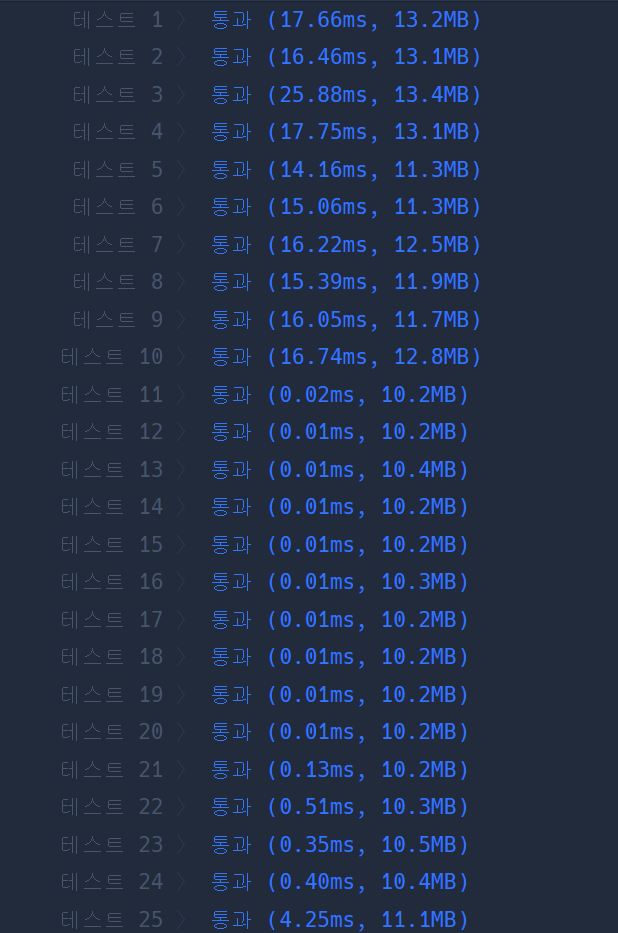 테스트 1 〉 통과 (17.66ms, 13.2MB)
테스트 2 〉 통과 (16.46ms, 13.1MB)
테스트 3 〉 통과 (25.88ms, 13.4MB)
테스트 4 〉 통과 (17.75ms, 13.1MB)
테스트 5 〉 통과 (14.16ms, 11.3MB)
테스트 6 〉 통과 (15.06ms, 11.3MB)
테스트 7 〉 통과 (16.22ms, 12.5MB)
테스트 8 〉 통과 (15.39ms, 11.9MB)
테스트 9 〉 통과 (16.05ms, 11.7MB)
테스트 10 〉 통과 (16.74ms, 12.8MB)
테스트 11 〉 통과 (0.02ms, 10.2MB)
테스트 12 〉 통과 (0.01ms, 10.2MB)
테스트 13 〉 통과 (0.01ms, 10.4MB)
테스트 14 〉 통과 (0.01ms, 10.2MB)
테스트 15 〉 통과 (0.01ms, 10.2MB)
테스트 16 〉 통과 (0.01ms, 10.3MB)
테스트 17 〉 통과 (0.01ms, 10.2MB)
테스트 18 〉 통과 (0.01ms, 10.2MB)
테스트 19 〉 통과 (0.01ms, 10.2MB)
테스트 20 〉 통과 (0.01ms, 10.2MB)
테스트 21 〉 통과 (0.13ms, 10.2MB)
테스트 22 〉 통과 (0.51ms, 10.3MB)
테스트 23 〉 통과 (0.35ms, 10.5MB)
테스트 24 〉 통과 (0.40ms, 10.4MB)
테스트 25 〉 통과 (4.25ms, 11.1MB)